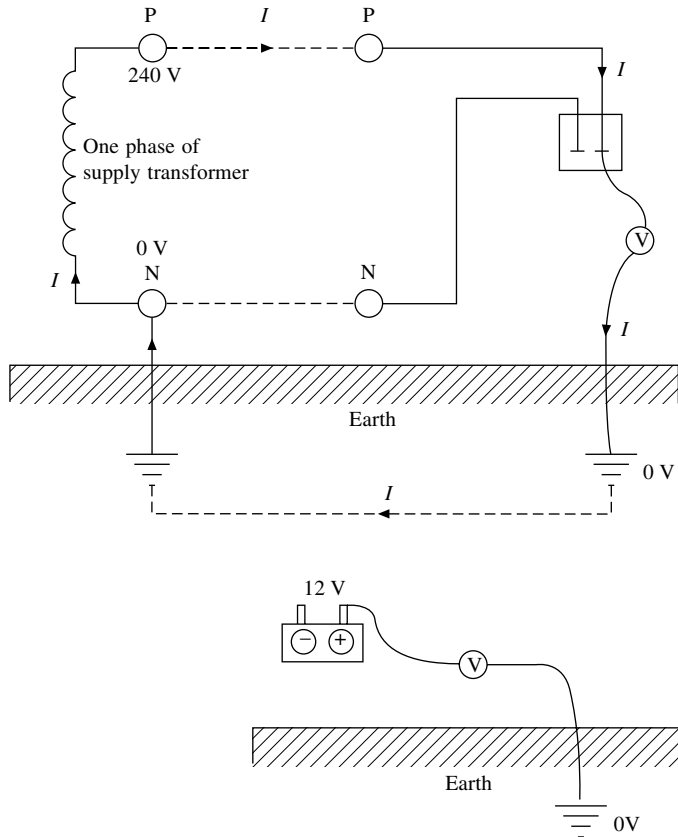 P I P
240 V
I
One phase of
supply transformer
V
0 V
I N N
I
Earth
0 V
I
12 V
− +
V
Earth
0V